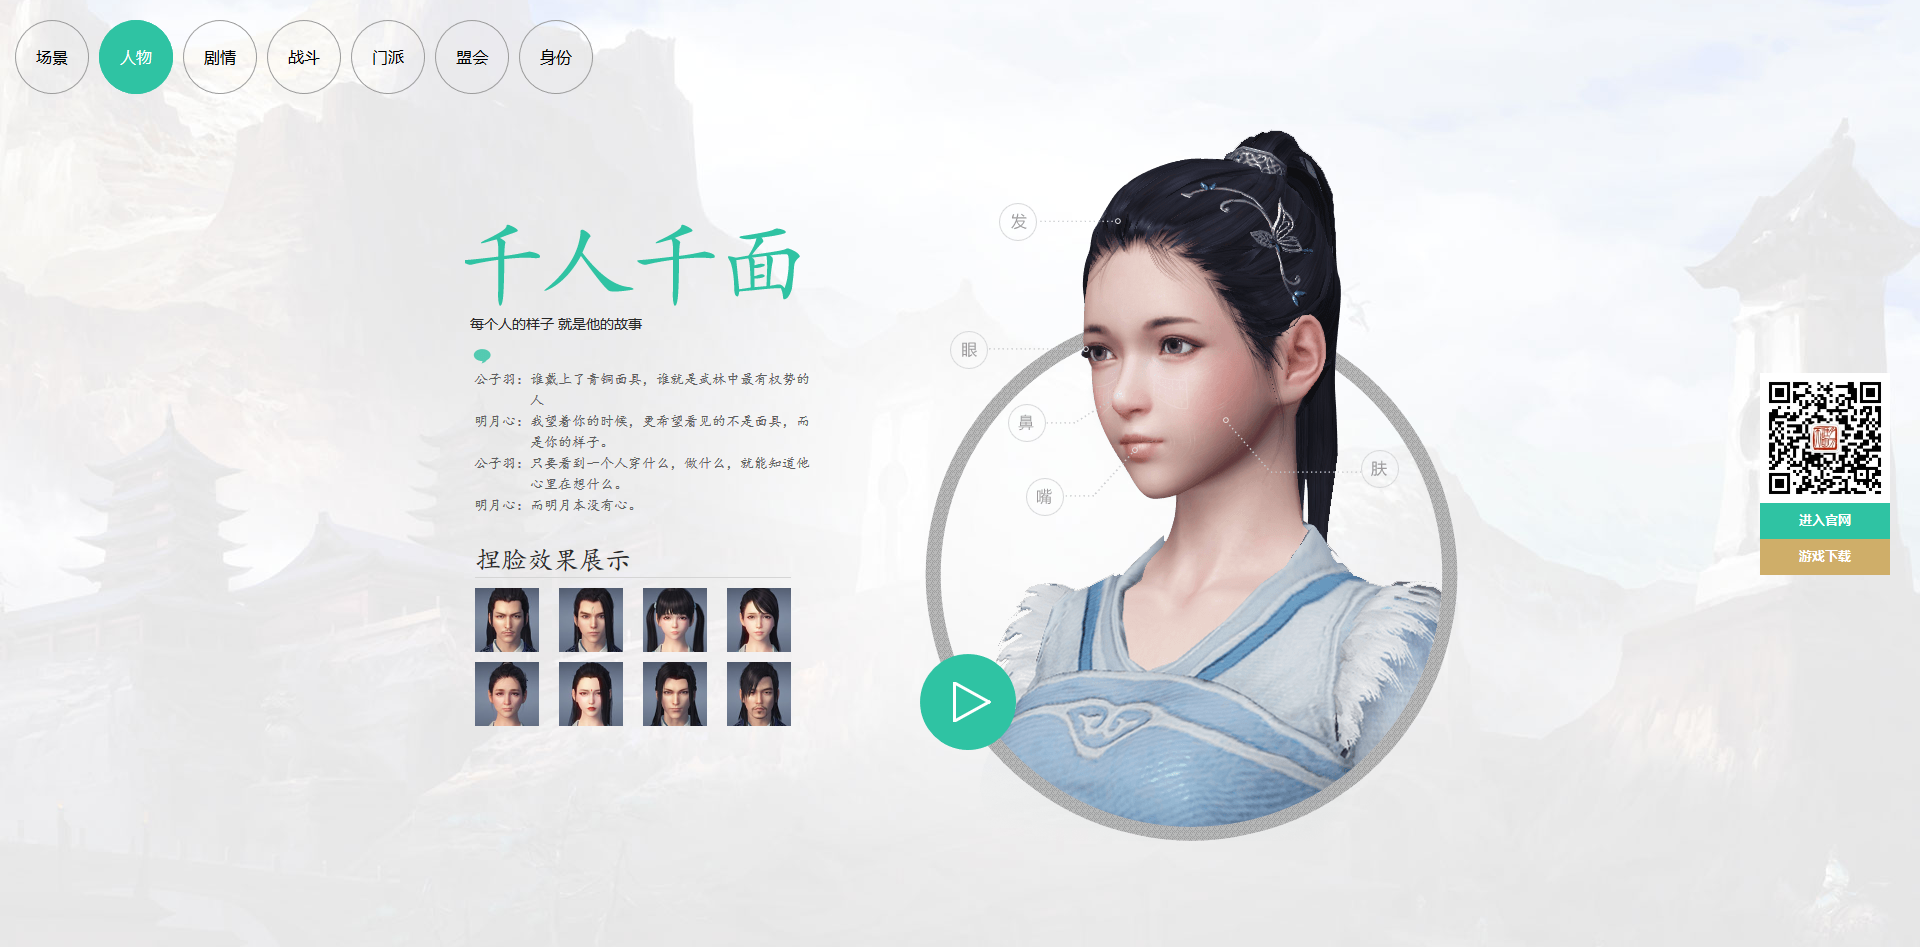 场景
人物
剧情
战斗
门派
盟会
身份
千人千面
每个人的样子 就是他的故事
公子羽：谁戴上了青铜面具，谁就是武林中最有权势的
人
明月心：我望着你的时候，更希望看见的不是面具，而
是你的样子。
公子羽：只要看到一个人穿什么，做什么，就能知道他
心里在想什么。
明月心：而明月本没有心。
捏脸效果展示
发
眼
鼻
嘴
肤
进入官网
游戏下载